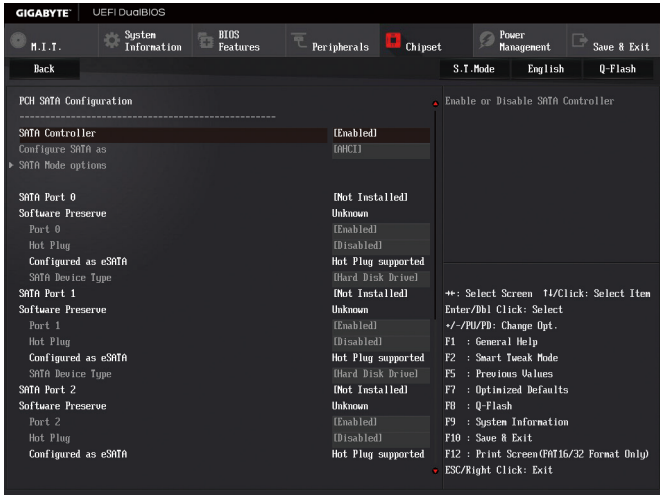 GIGABYTE™ UEFI DualBIOS
M.I.T. System Information BIOS Features Peripherals Chipset Power Management Save & Exit
Back S.T.Mode English Q-Flash
PCH SATA Configuration
Enable or Disable SATA Controller
SATA Controller [Enabled]
Configure SATA as [AHCI]
SATA Mode options
SATA Port 0 [Not Installed]
Software Preserve Unknown
Port 0 [Enabled]
Hot Plug [Disabled]
Configured as eSATA Hot Plug supported
SATA Device Type [Hard Disk Drive]
SATA Port 1 [Not Installed]
Software Preserve Unknown
Port 1 [Enabled]
Hot Plug [Disabled]
Configured as eSATA Hot Plug supported
SATA Device Type [Hard Disk Drive]
SATA Port 2 [Not Installed]
Software Preserve Unknown
Port 2 [Enabled]
Hot Plug [Disabled]
Configured as eSATA Hot Plug supported
→←: Select Screen ↑↓/Click: Select Item
Enter/Dbl Click: Select
+/-/PU/PD: Change Opt.
F1 : General Help
F2 : Smart Tweak Mode
F5 : Previous Values
F7 : Optimized Defaults
F8 : Q-Flash
F9 : System Information
F10 : Save & Exit
F12 : Print Screen(FAT16/32 Format Only)
ESC/Right Click: Exit